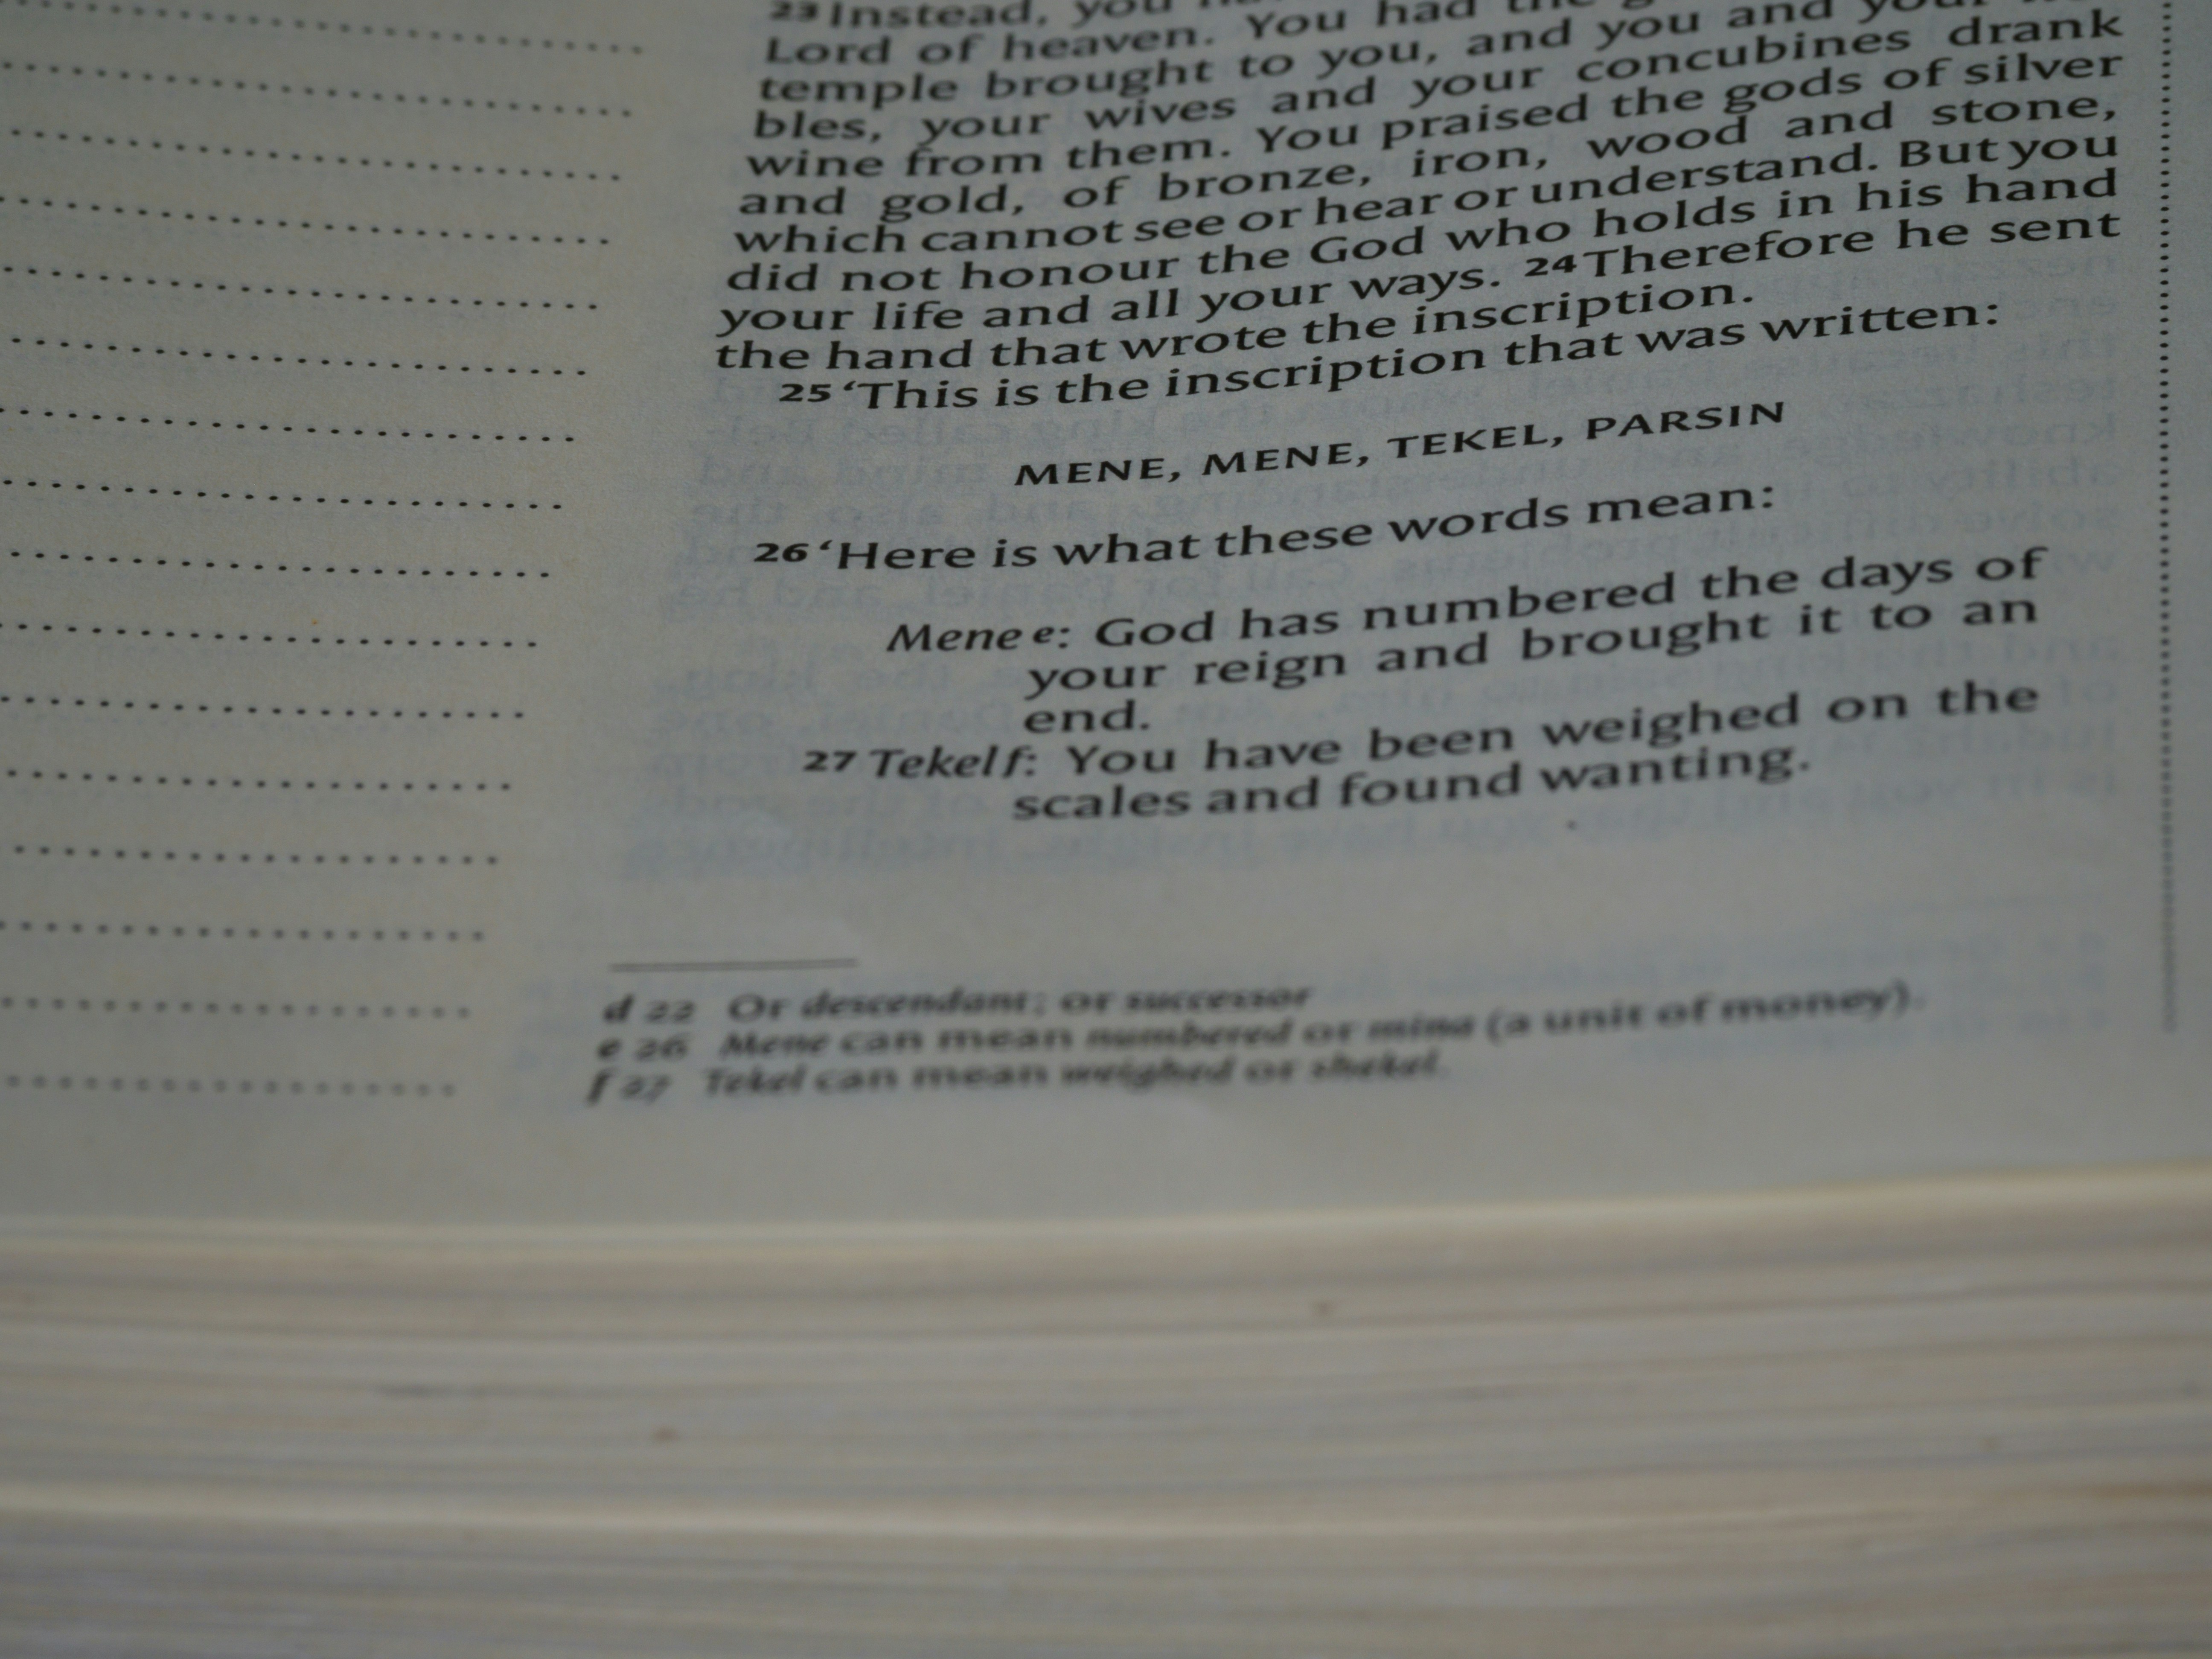 23 Instead, you
Lord of heaven. You had the
temple brought to you, and you and your
bles, your wives and your concubines drank
wine from them. You praised the gods of silver
and gold, of bronze, iron, wood and stone,
which cannot see or hear or understand. But you
did not honour the God who holds in his hand
your life and all your ways. 24 Therefore he sent
the hand that wrote the inscription.
25 ‘This is the inscription that was written:
MENE, MENE, TEKEL, PARSIN
26 ‘Here is what these words mean:
Mene e: God has numbered the days of
your reign and brought it to an
end.
27 Tekel f: You have been weighed on the
scales and found wanting.
d 22 Or descendant; or successor
e 26 Mene can mean numbered or mina (a unit of money).
f 27 Tekel can mean weighed or shekel.